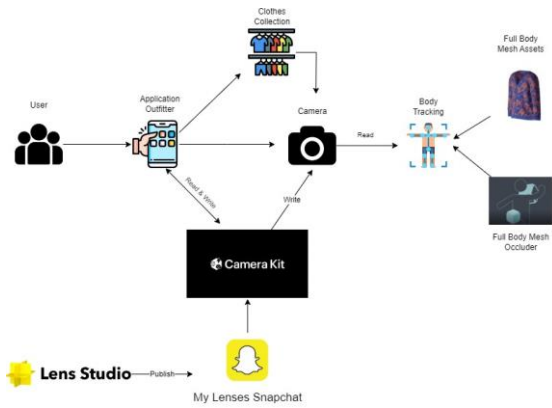 Clothes
Collection
Full Body
Mesh Assets
User
Application
Outfitter
Camera
Body
Tracking
Read
Read & Write
Write
Full Body Mesh
Occluder
Camera Kit
Lens Studio
Publish
My Lenses Snapchat